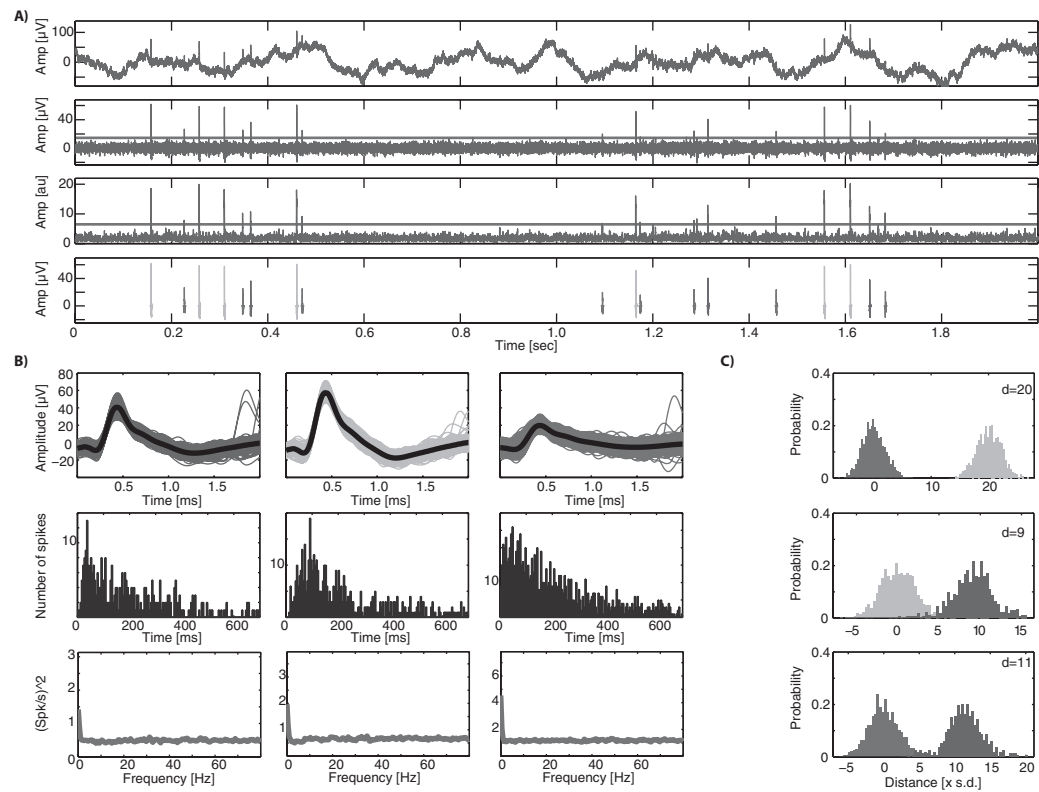 A)
Amp [µV]
100
0
Amp [µV]
40
0
Amp [au]
20
10
0
Amp [µV]
40
0
0 0.2 0.4 0.6 0.8 1.0 1.2 1.4 1.6 1.8
Time [sec]
B)
Amplitude [µV]
80
60
40
20
0
−20
0.5 1.0 1.5
Time [ms]
0.5 1.0 1.5
Time [ms]
0.5 1.0 1.5
Time [ms]
Number of spikes
10
0 200 400 600
Time [ms]
10
0 200 400 600
Time [ms]
10
0 200 400 600
Time [ms]
(Spk/s)^2
3
2
1
0
0 20 40 60
Frequency [Hz]
3
2
1
0 20 40 60
Frequency [Hz]
6
4
2
0 20 40 60
Frequency [Hz]
C)
Probability
0.4
0.2
0
d=20
0 10 20
Probability
0.4
0.2
0
d=9
−5 0 5 10 15
Probability
0.4
0.2
0
d=11
−5 0 5 10 15 20
Distance [x s.d.]